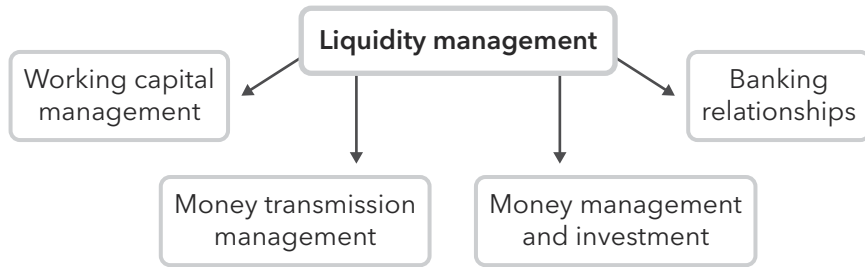 Liquidity management
Working capital
management
Banking
relationships
Money transmission
management
Money management
and investment